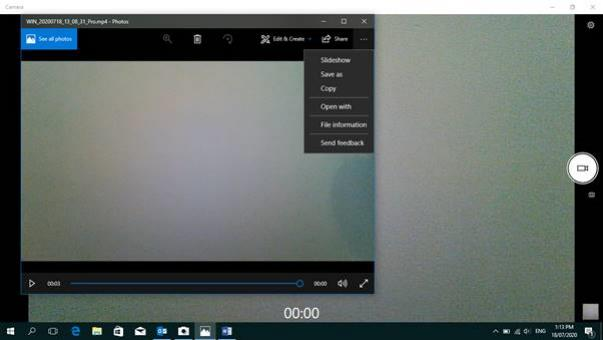 Camera
WIN_20200718_13_08_31_Pro.mp4 - Photos
See all photos
Edit & Create
Share
Slideshow
Save as
Copy
Open with
File information
Send feedback
00:03
00:00
00:00
ENG
1:13 PM
18/07/2020